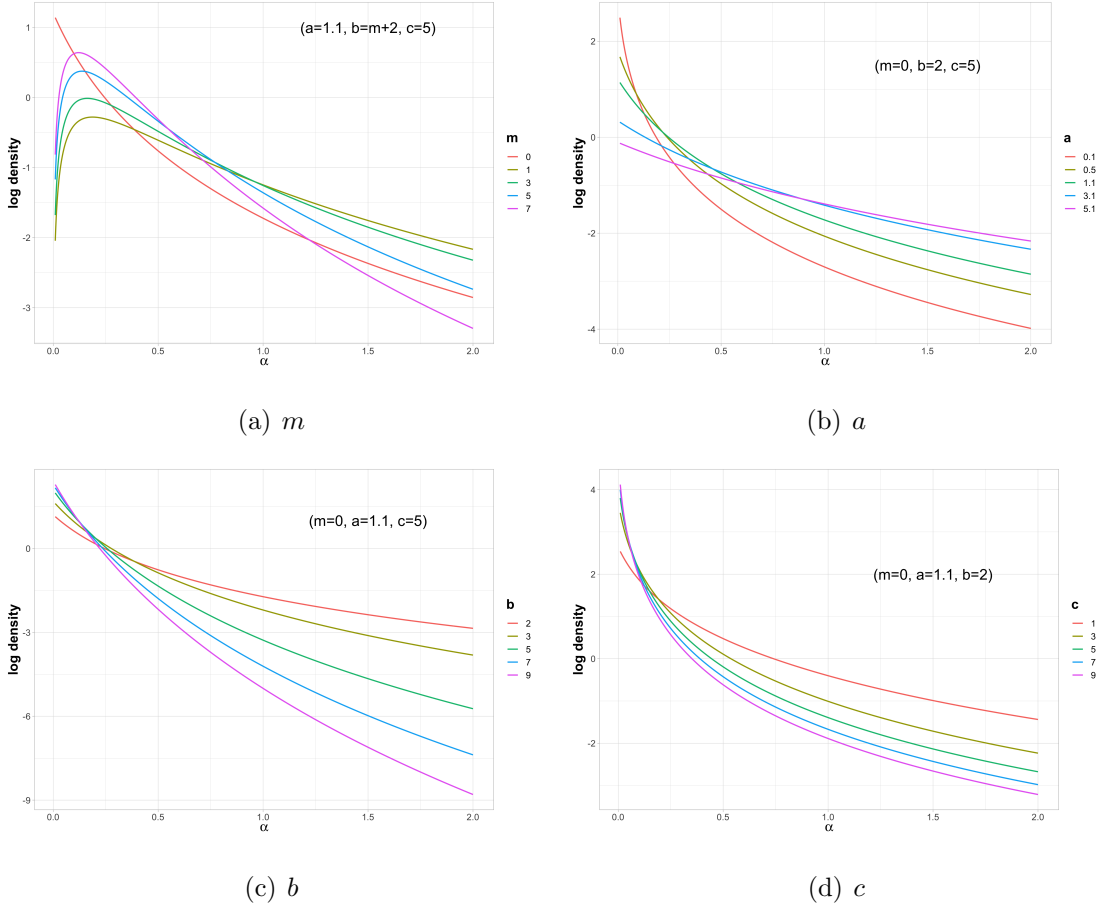 (a=1.1, b=m+2, c=5)
log density
1
0
-1
-2
-3
0.0 0.5 1.0 1.5 2.0
α
m
0
1
3
5
7
(a) m
(m=0, b=2, c=5)
log density
2
0
-2
-4
0.0 0.5 1.0 1.5 2.0
α
a
0.1
0.5
1.1
3.1
5.1
(b) a
(m=0, a=1.1, c=5)
log density
0
-3
-6
-9
0.0 0.5 1.0 1.5 2.0
α
b
2
3
5
7
9
(c) b
(m=0, a=1.1, b=2)
log density
4
2
0
-2
0.0 0.5 1.0 1.5 2.0
α
c
1
3
5
7
9
(d) c